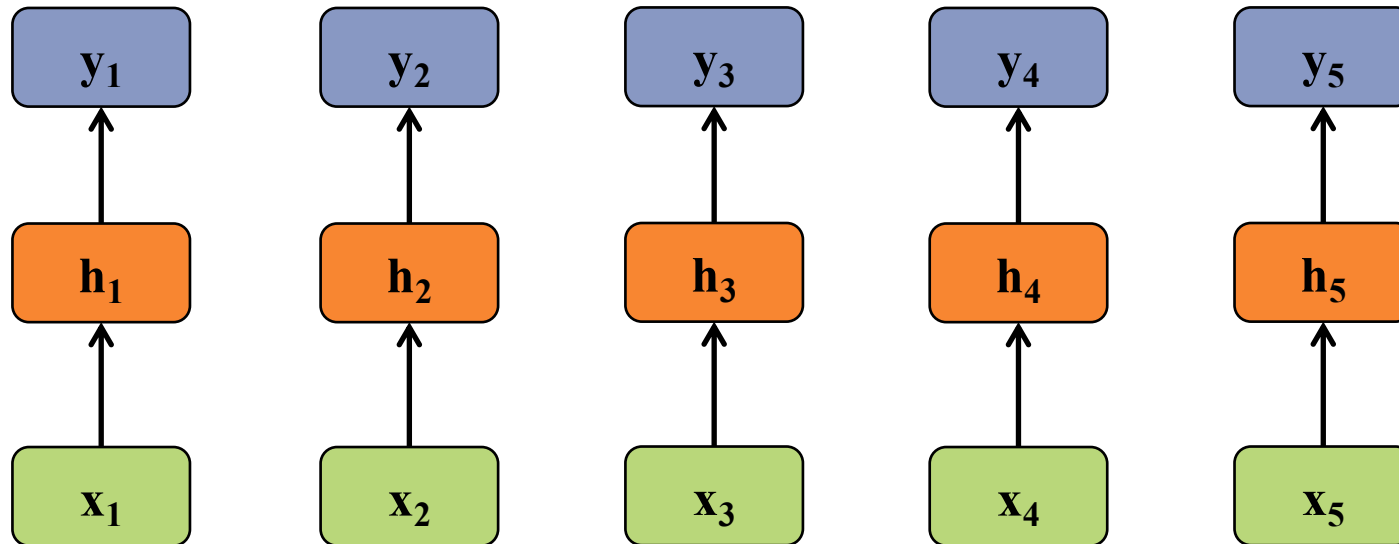 y₁ y₂ y₃ y₄ y₅
h₁ h₂ h₃ h₄ h₅
x₁ x₂ x₃ x₄ x₅